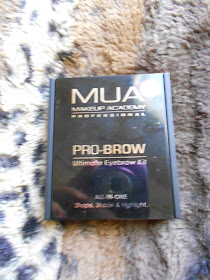 MUA
MAKEUP ACADEMY
PROFESSIONAL
PRO-BROW
Ultimate Eyebrow Kit
ALL-IN-ONE
Shape, Shade & Highlight